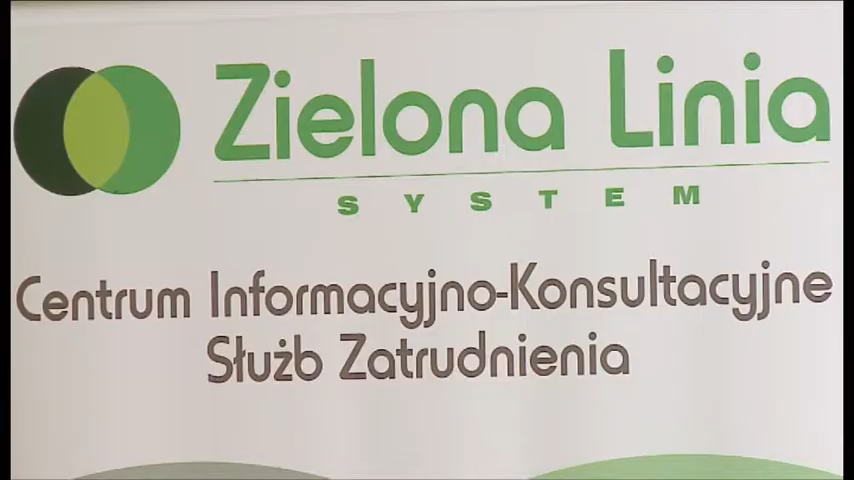 Zielona Linia
SYSTEM
Centrum Informacyjno-Konsultacyjne
Służb Zatrudnienia